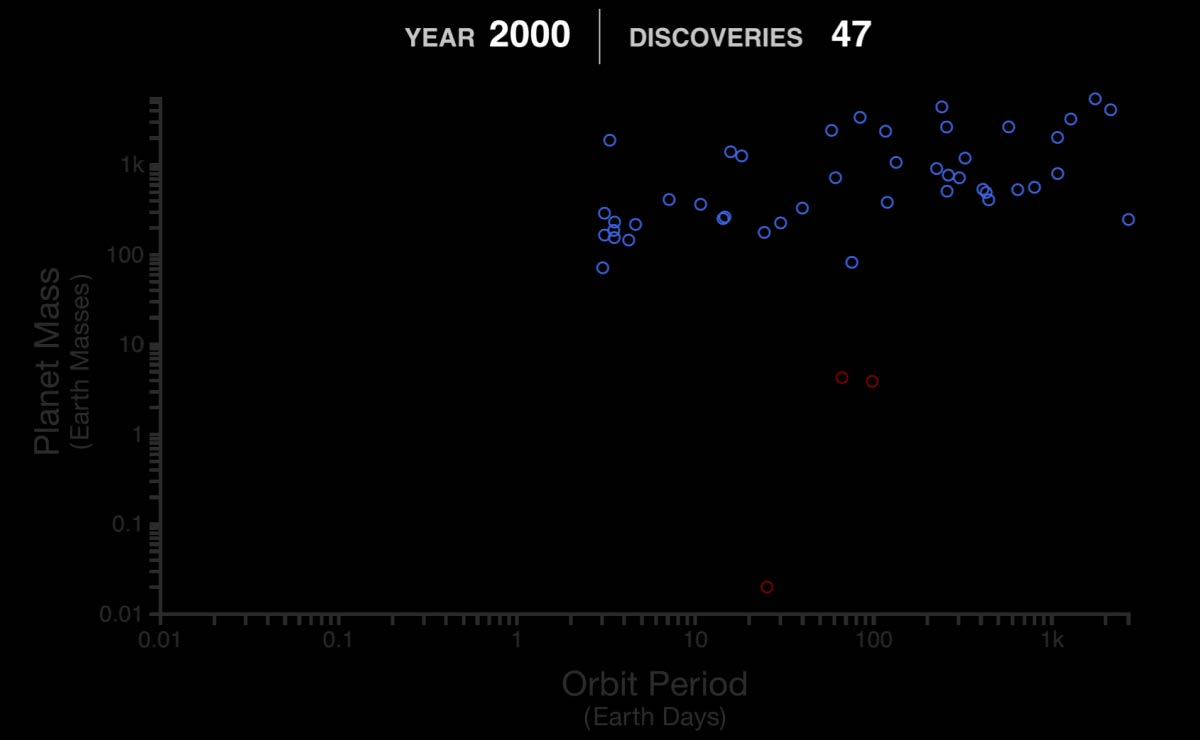 YEAR 2000 DISCOVERIES 47
1k
100
10
1
0.1
0.01
Planet Mass
(Earth Masses)
0.01 0.1 1 10 100 1k
Orbit Period
(Earth Days)